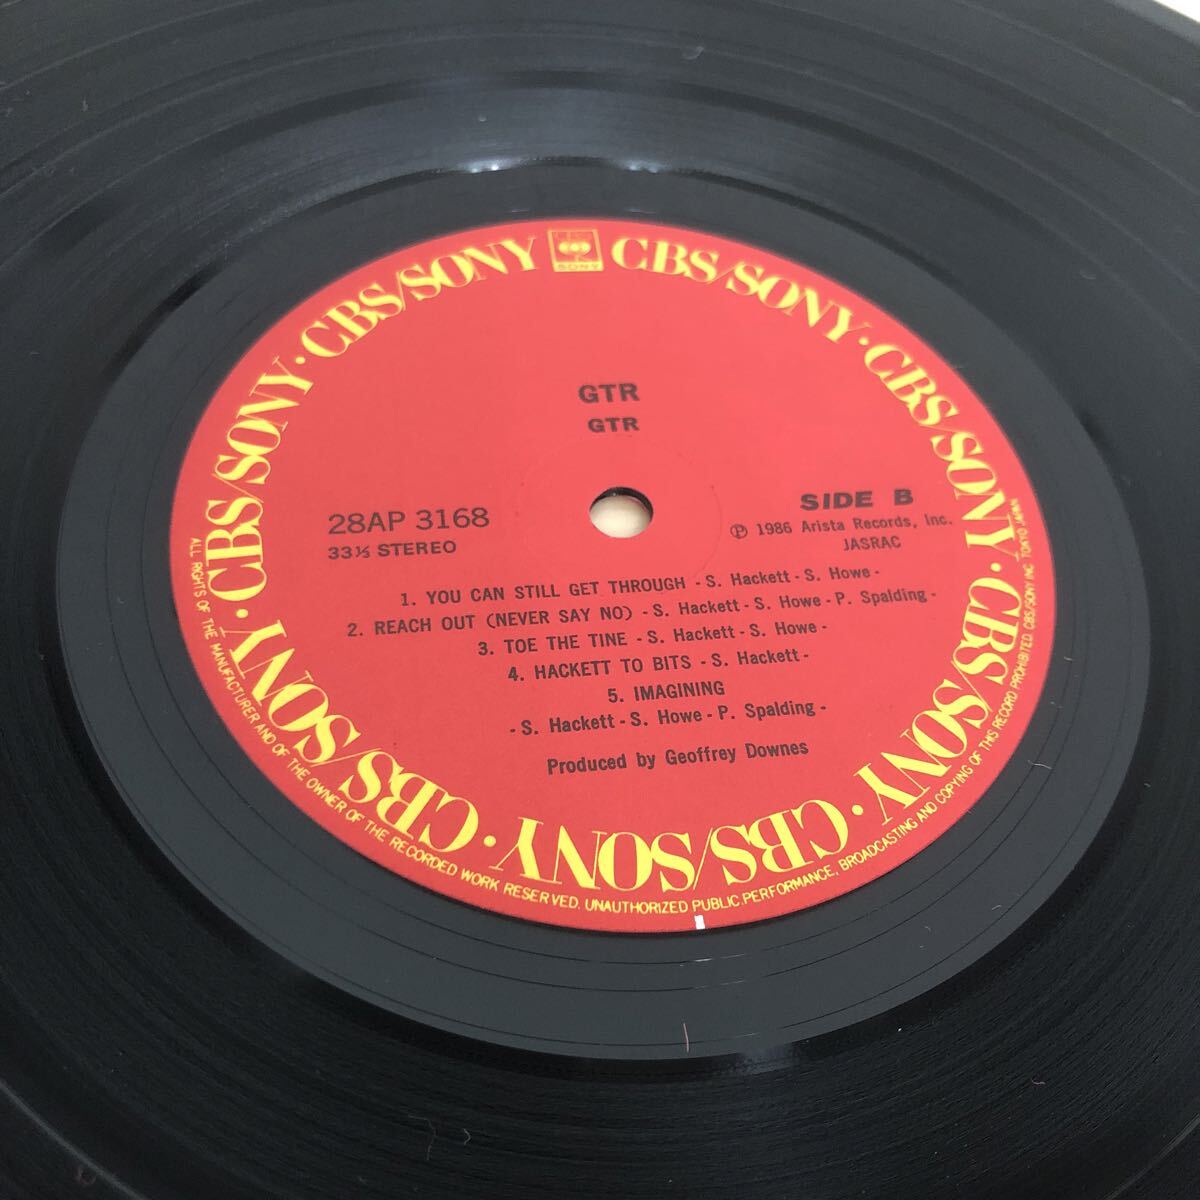 CBS/SONY · CBS/SONY · CBS/SONY · CBS/SONY · CBS/SONY · CBS/SONY · CBS/SONY · CBS/SONY
SONY
GTR
GTR
28AP 3168
33⅓ STEREO
SIDE B
Ⓟ 1986 Arista Records, Inc.
JASRAC
1. YOU CAN STILL GET THROUGH - S. Hackett - S. Howe -
2. REACH OUT (NEVER SAY NO) - S. Hackett - S. Howe - P. Spalding -
3. TOE THE TINE - S. Hackett - S. Howe -
4. HACKETT TO BITS - S. Hackett -
5. IMAGINING
- S. Hackett - S. Howe - P. Spalding -
Produced by Geoffrey Downes
ALL RIGHTS OF THE MANUFACTURER AND OF THE OWNER OF THE RECORDED WORK RESERVED. UNAUTHORIZED PUBLIC PERFORMANCE, BROADCASTING AND COPYING OF THIS RECORD PROHIBITED. CBS/SONY INC. TOKYO JAPAN